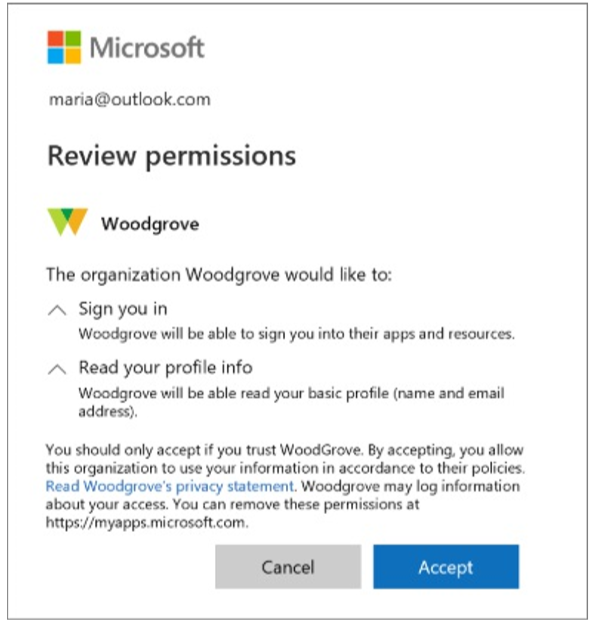 Microsoft
maria@outlook.com
Review permissions
Woodgrove
The organization Woodgrove would like to:
Sign you in
Woodgrove will be able to sign you into their apps and resources.
Read your profile info
Woodgrove will be able read your basic profile (name and email
address).
You should only accept if you trust WoodGrove. By accepting, you allow
this organization to use your information in accordance to their policies.
Read Woodgrove's privacy statement. Woodgrove may log information
about your access. You can remove these permissions at
https://myapps.microsoft.com.
Cancel Accept